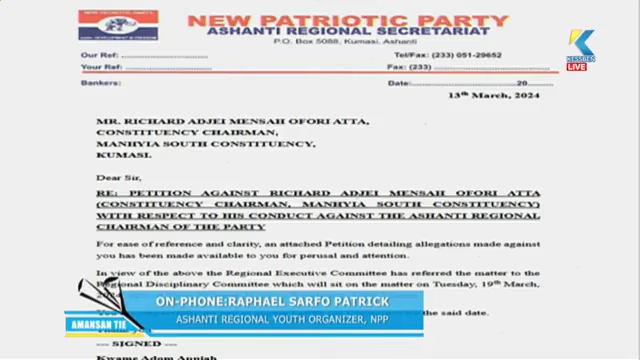 NEW PATRIOTIC PARTY
ASHANTI REGIONAL SECRETARIAT
P.O. Box 5088, Kumasi, Ashanti
Our Ref:
Tel/Fax: (233) 051-29652
Your Ref:
Fax: (233)
Bankers:
Date: 20
13th March, 2024
KESSBEN
LIVE
MR. RICHARD ADJEI MENSAH OFORI ATTA,
CONSTITUENCY CHAIRMAN,
MANHYIA SOUTH CONSTITUENCY,
KUMASI.
Dear Sir,
RE: PETITION AGAINST RICHARD ADJEI MENSAH OFORI ATTA
(CONSTITUENCY CHAIRMAN, MANHYIA SOUTH CONSTITUENCY)
WITH RESPECT TO HIS CONDUCT AGAINST THE ASHANTI REGIONAL
CHAIRMAN OF THE PARTY
For ease of reference and clarity, an attached Petition detailing allegations made against
you has been made available to you for perusal and attention.
In view of the above the Regional Executive Committee has referred the matter to the
Regional Disciplinary Committee which will sit on the matter on Tuesday, 19th March,
the said date.
ON-PHONE:RAPHAEL SARFO PATRICK
ASHANTI REGIONAL YOUTH ORGANIZER, NPP
AMANSAN TIE
- SIGNED -
Kwame Adom Appiah